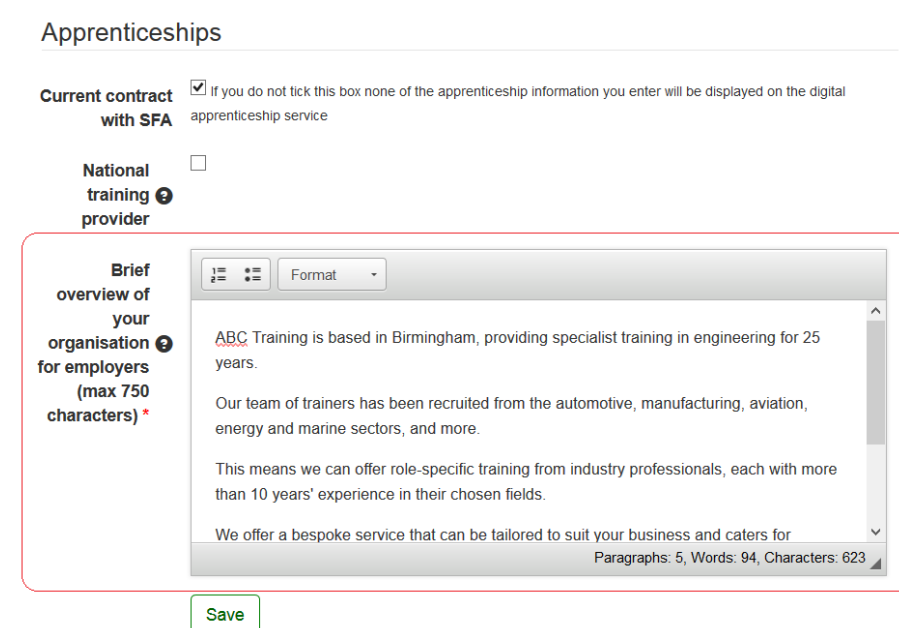 Apprenticeships
Current contract with SFA
If you do not tick this box none of the apprenticeship information you enter will be displayed on the digital
apprenticeship service
National
training
provider
Brief
overview of
your
organisation
for employers
(max 750
characters) *
Format
ABC Training is based in Birmingham, providing specialist training in engineering for 25
years.
Our team of trainers has been recruited from the automotive, manufacturing, aviation,
energy and marine sectors, and more.
This means we can offer role-specific training from industry professionals, each with more
than 10 years' experience in their chosen fields.
We offer a bespoke service that can be tailored to suit your business and caters for
Paragraphs: 5, Words: 94, Characters: 623
Save